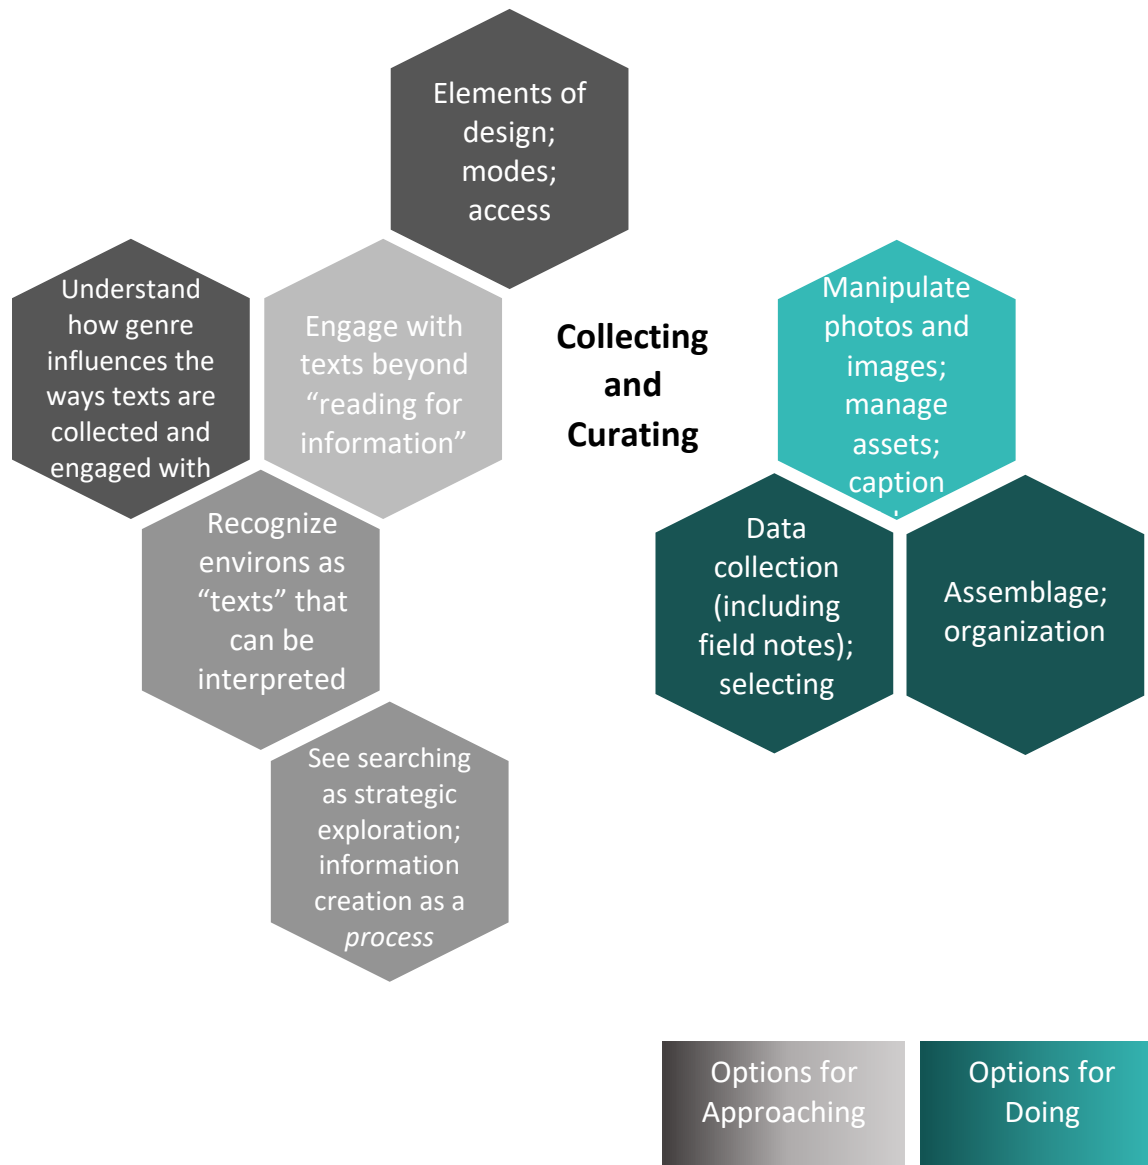 Elements of
design;
modes;
access
Understand
how genre
influences the
ways texts are
collected and
engaged with
Engage with
texts beyond
“reading for
information”
Collecting
and
Curating
Manipulate
photos and
images;
manage
assets;
caption
Recognize
environs as
“texts” that
can be
interpreted
Data
collection
(including
field notes);
selecting
Assemblage;
organization
See searching
as strategic
exploration;
information
creation as a
process
Options for
Approaching
Options for
Doing